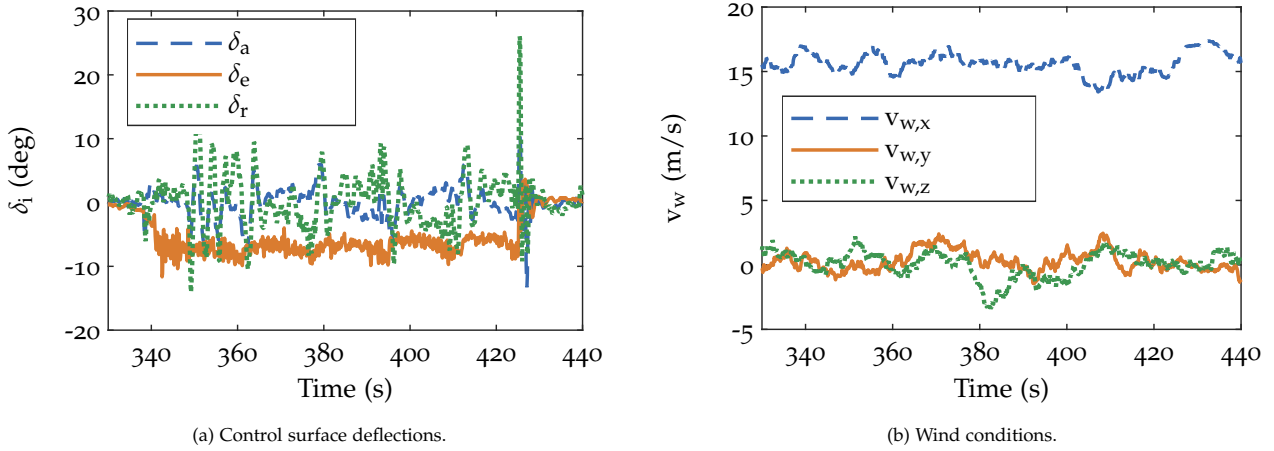 30
20
10
0
-10
-20
δa
δe
δr
δi (deg)
340 360 380 400 420 440
Time (s)
(a) Control surface deflections.
20
15
10
5
0
-5
vw,x
vw,y
vw,z
vw (m/s)
340 360 380 400 420 440
Time (s)
(b) Wind conditions.